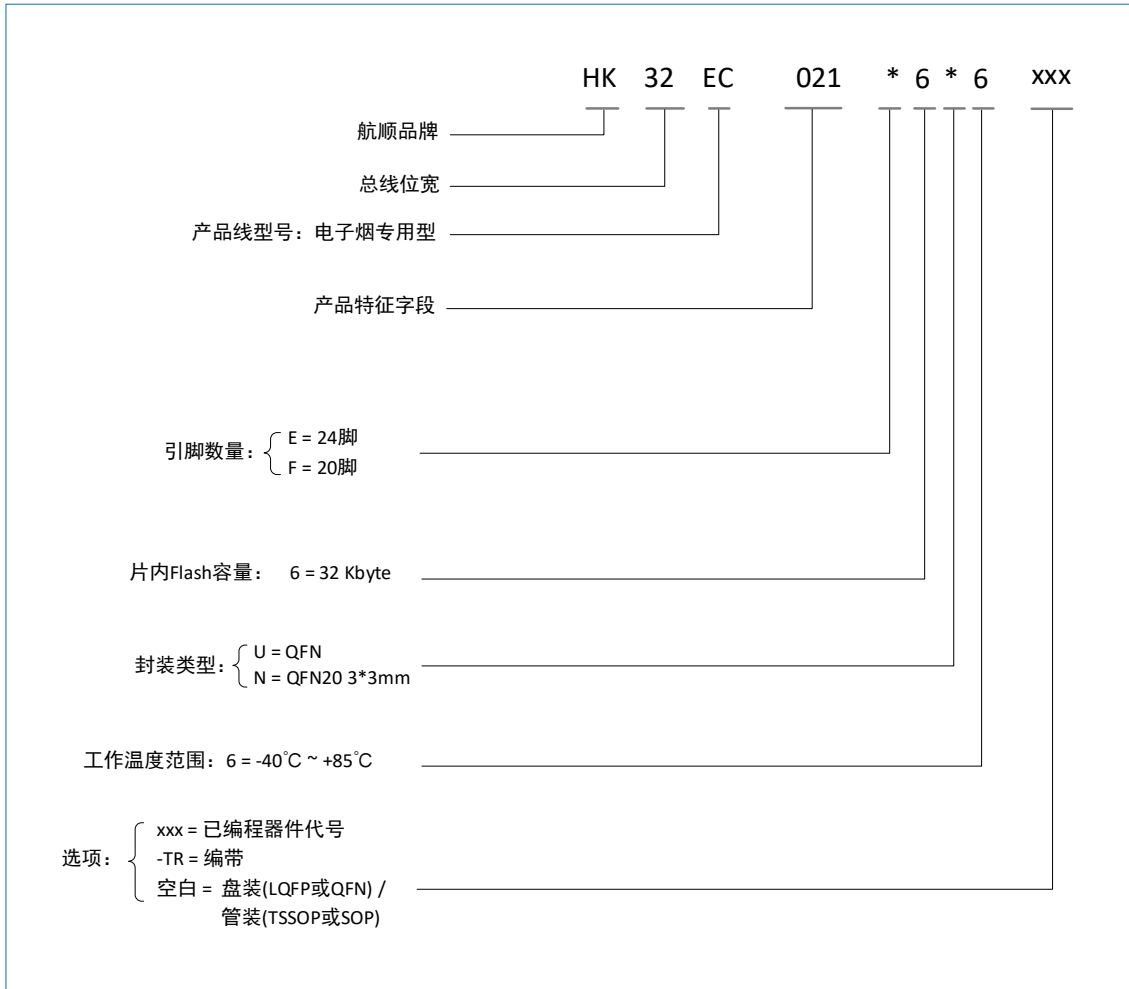 HK 32 EC 021 * 6 * 6 xxx
航顺品牌
总线位宽
产品线型号：电子烟专用型
产品特征字段
引脚数量：
E = 24脚
F = 20脚
片内Flash容量： 6 = 32 Kbyte
封装类型：
U = QFN
N = QFN20 3*3mm
工作温度范围：6 = -40℃ ~ +85℃
选项：
xxx = 已编程器件代号
-TR = 编带
空白 = 盘装(LQFP或QFN) /
管装(TSSOP或SOP)